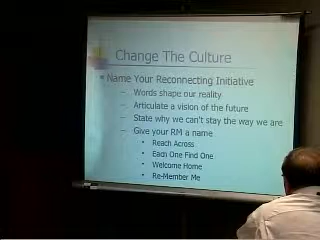 Change The Culture
Name Your Reconnecting Initiative
– Words shape our reality
– Articulate a vision of the future
– State why we can't stay the way we are
– Give your RM a name
• Reach Across
• Each One Find One
• Welcome Home
• Re-Member Me